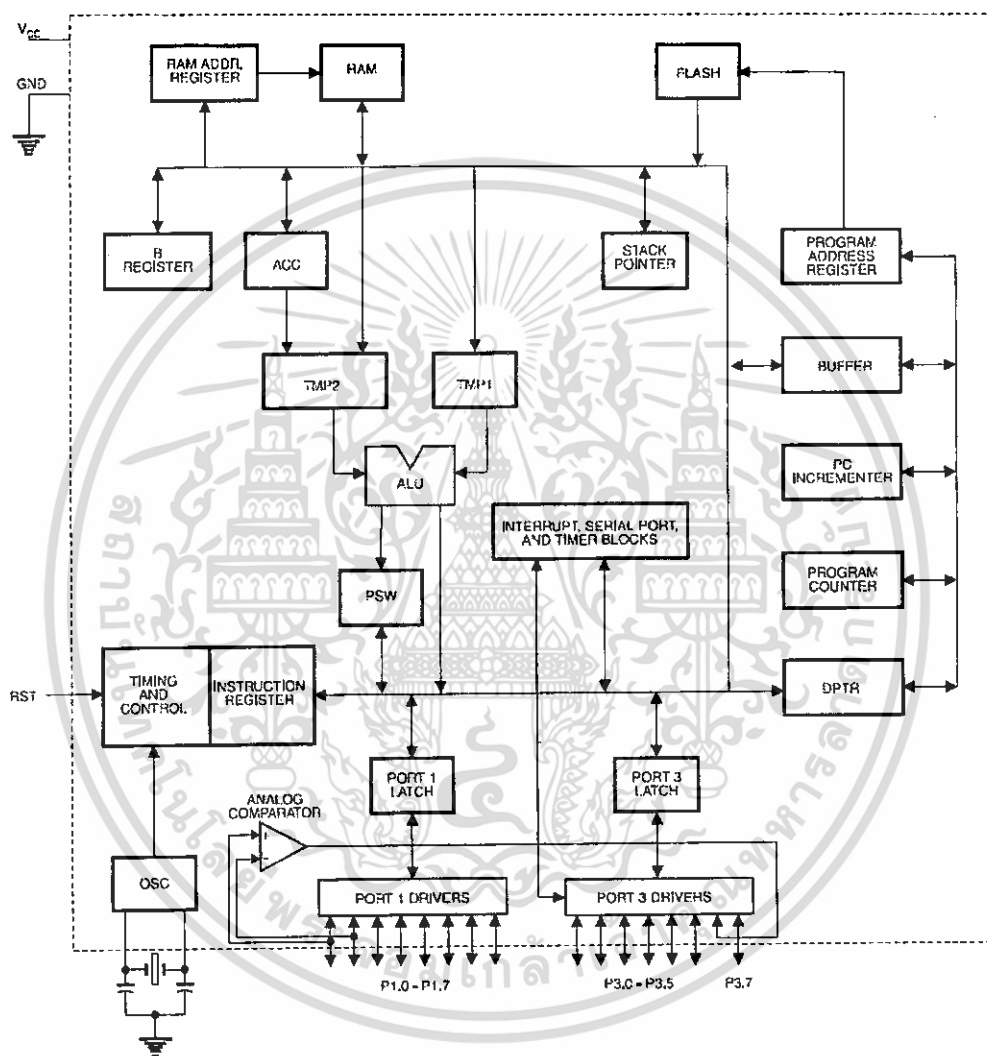 VCC
GND
RAM ADDR.
REGISTER
RAM
FLASH
B
REGISTER
ACC
STACK
POINTER
PROGRAM
ADDRESS
REGISTER
TMP2
TMP1
BUFFER
ALU
PC
INCREMENTER
INTERRUPT, SERIAL PORT,
AND TIMER BLOCKS
PSW
PROGRAM
COUNTER
RST
TIMING
AND
CONTROL
INSTRUCTION
REGISTER
DPTR
PORT 1
LATCH
PORT 3
LATCH
ANALOG
COMPARATOR
+
−
OSC
PORT 1 DRIVERS
PORT 3 DRIVERS
P1.0 - P1.7
P3.0 - P3.5
P3.7